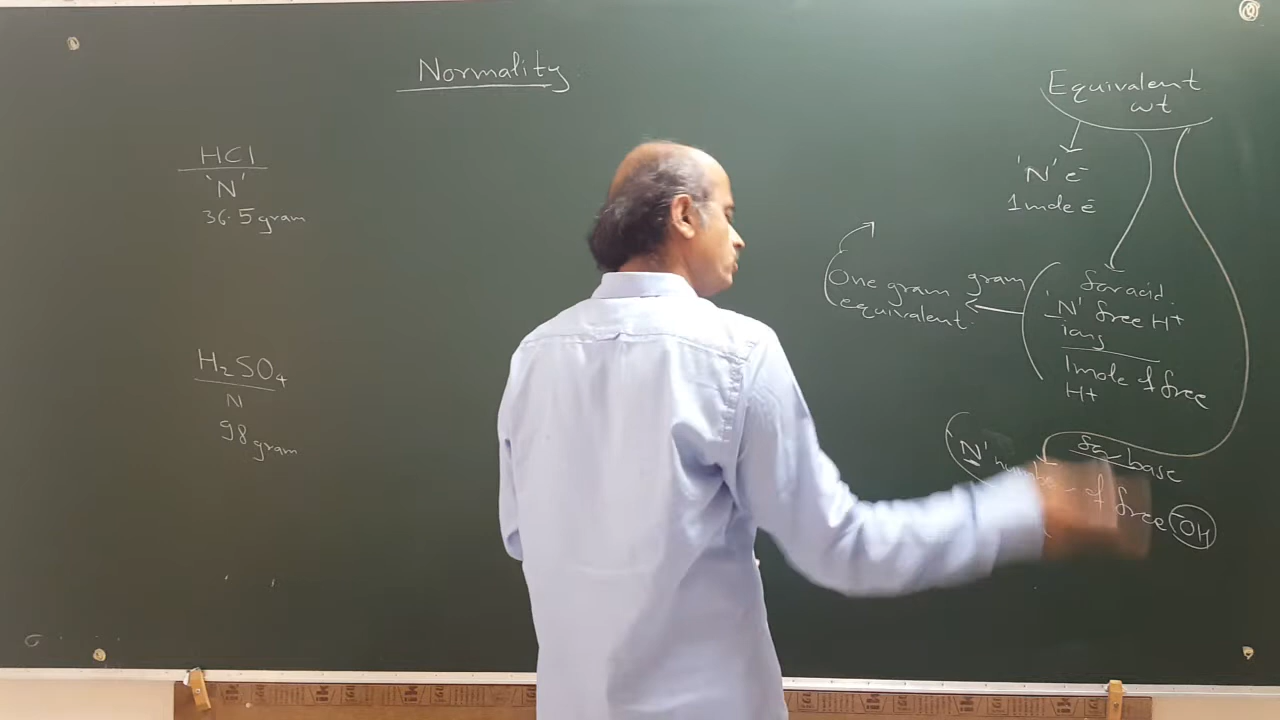 Normality
HCl
'N'
36.5 gram
H₂SO₄
N
98 gram
Equivalent
wt
'N' e⁻
1 mole e⁻
for acid
'N' free H⁺
ions
1 mole of free
H⁺
One gram gram
equivalent.
for base
'N' number of free ⁻OH